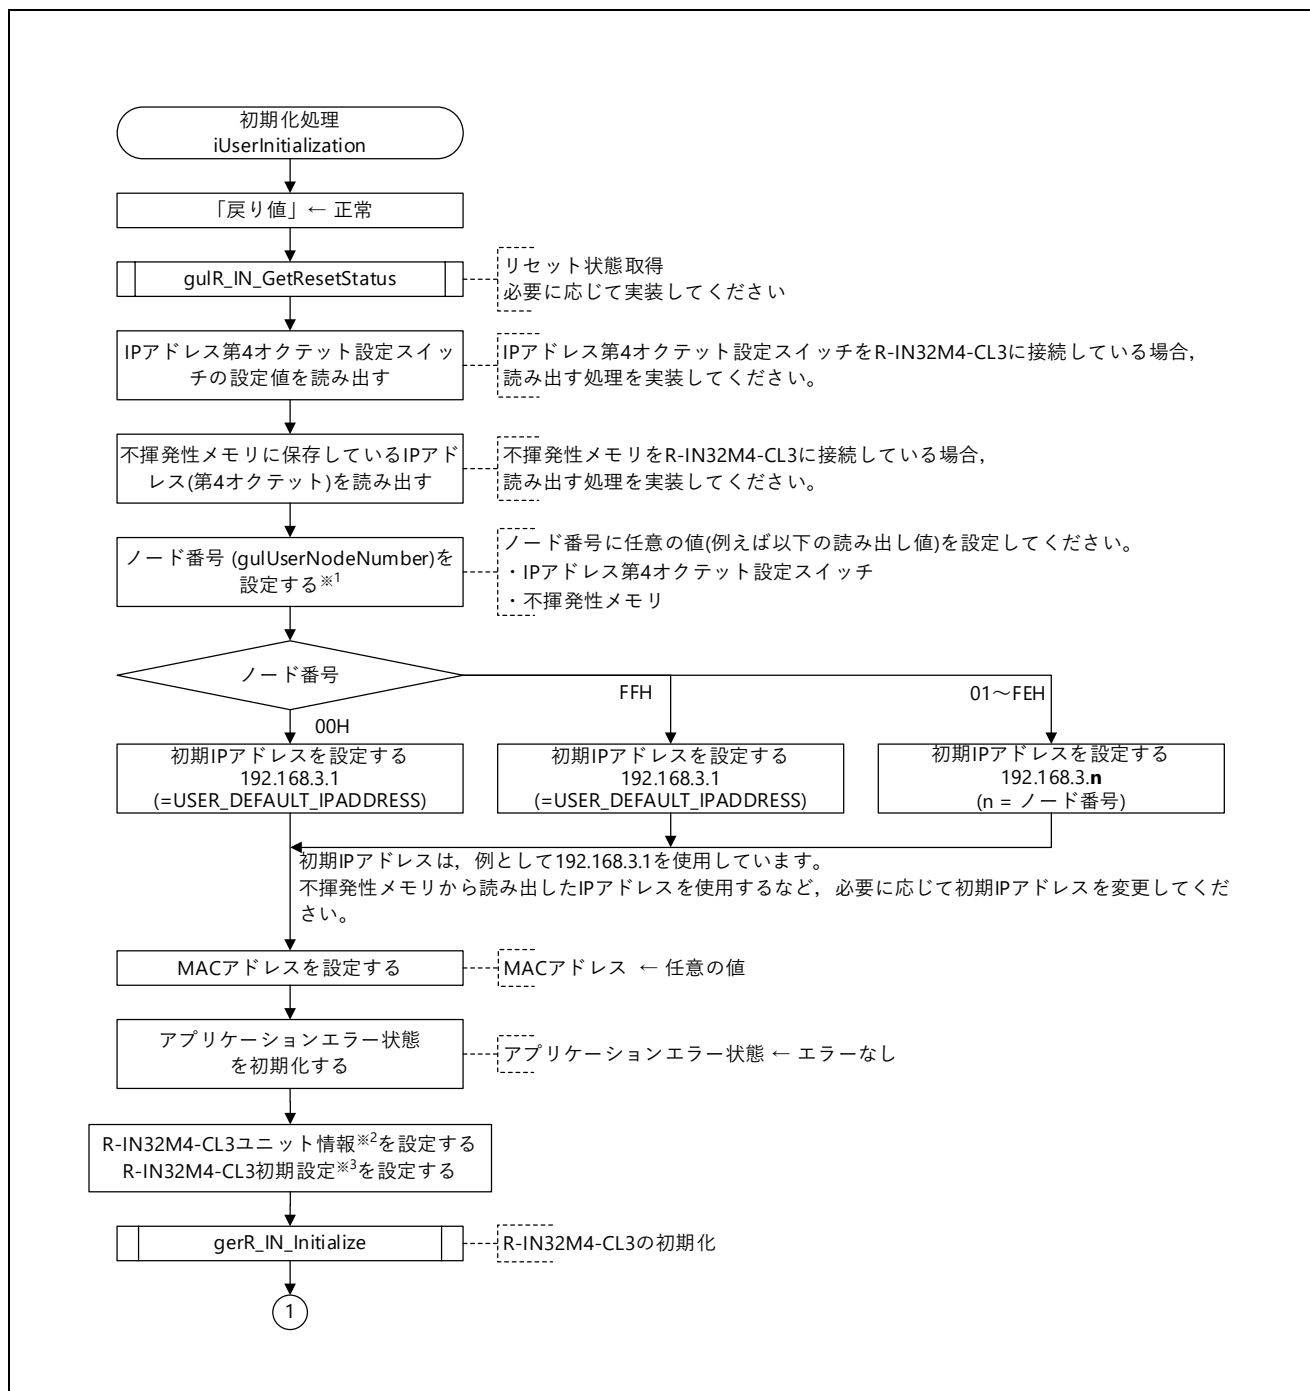 初期化処理
iUserInitialization
「戻り値」← 正常
gulR_IN_GetResetStatus
リセット状態取得
必要に応じて実装してください
IPアドレス第4オクテット設定スイッ
チの設定値を読み出す
IPアドレス第4オクテット設定スイッチをR-IN32M4-CL3に接続している場合，
読み出す処理を実装してください。
不揮発性メモリに保存しているIPアド
レス(第4オクテット)を読み出す
不揮発性メモリをR-IN32M4-CL3に接続している場合，
読み出す処理を実装してください。
ノード番号 (gulUserNodeNumber)を
設定する※1
ノード番号に任意の値(例えば以下の読み出し値)を設定してください。
・IPアドレス第4オクテット設定スイッチ
・不揮発性メモリ
ノード番号
00H
FFH
01～FEH
初期IPアドレスを設定する
192.168.3.1
(=USER_DEFAULT_IPADDRESS)
初期IPアドレスを設定する
192.168.3.1
(=USER_DEFAULT_IPADDRESS)
初期IPアドレスを設定する
192.168.3.n
(n = ノード番号)
初期IPアドレスは，例として192.168.3.1を使用しています。
不揮発性メモリから読み出したIPアドレスを使用するなど，必要に応じて初期IPアドレスを変更してくだ
さい。
MACアドレスを設定する
MACアドレス ← 任意の値
アプリケーションエラー状態
を初期化する
アプリケーションエラー状態 ← エラーなし
R-IN32M4-CL3ユニット情報※2を設定する
R-IN32M4-CL3初期設定※3を設定する
gerR_IN_Initialize
R-IN32M4-CL3の初期化
1